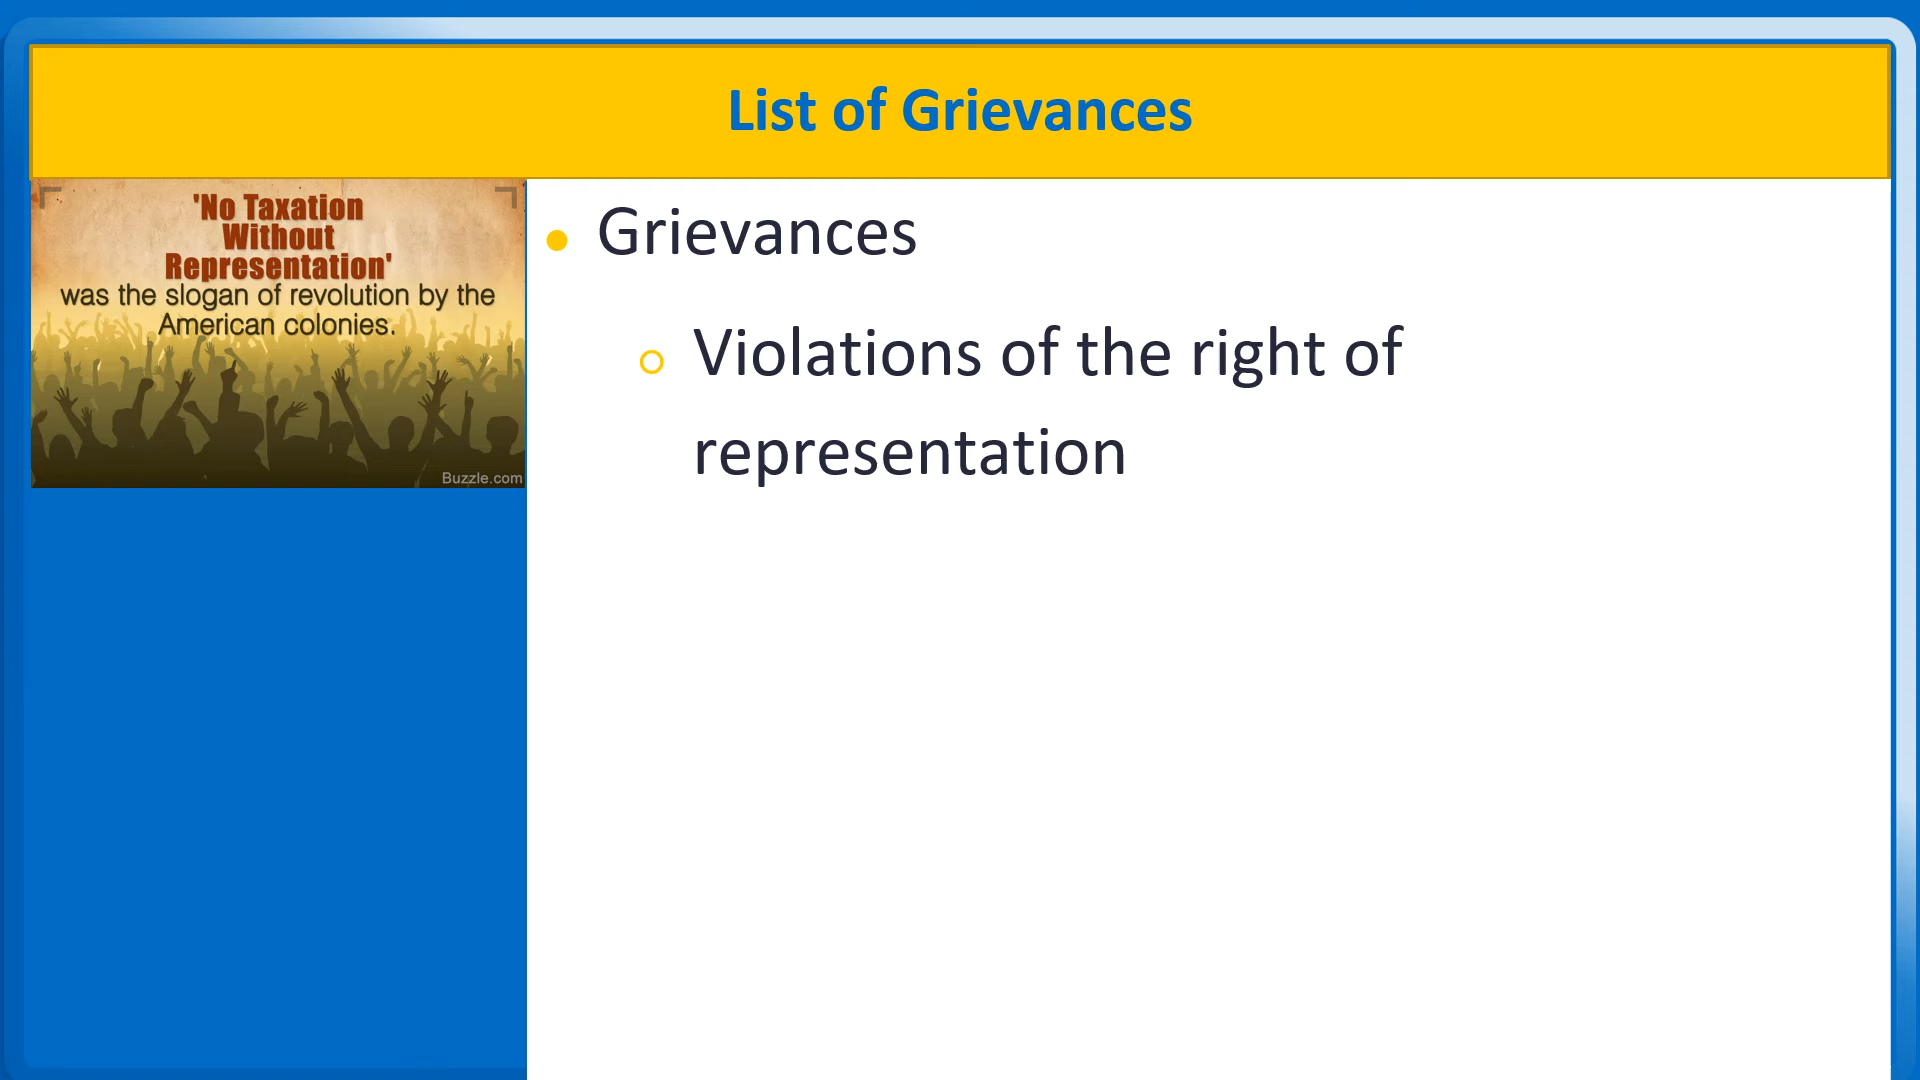 List of Grievances
'No Taxation
Without
Representation'
was the slogan of revolution by the
American colonies.
Buzzle.com
• Grievances
○ Violations of the right of
representation